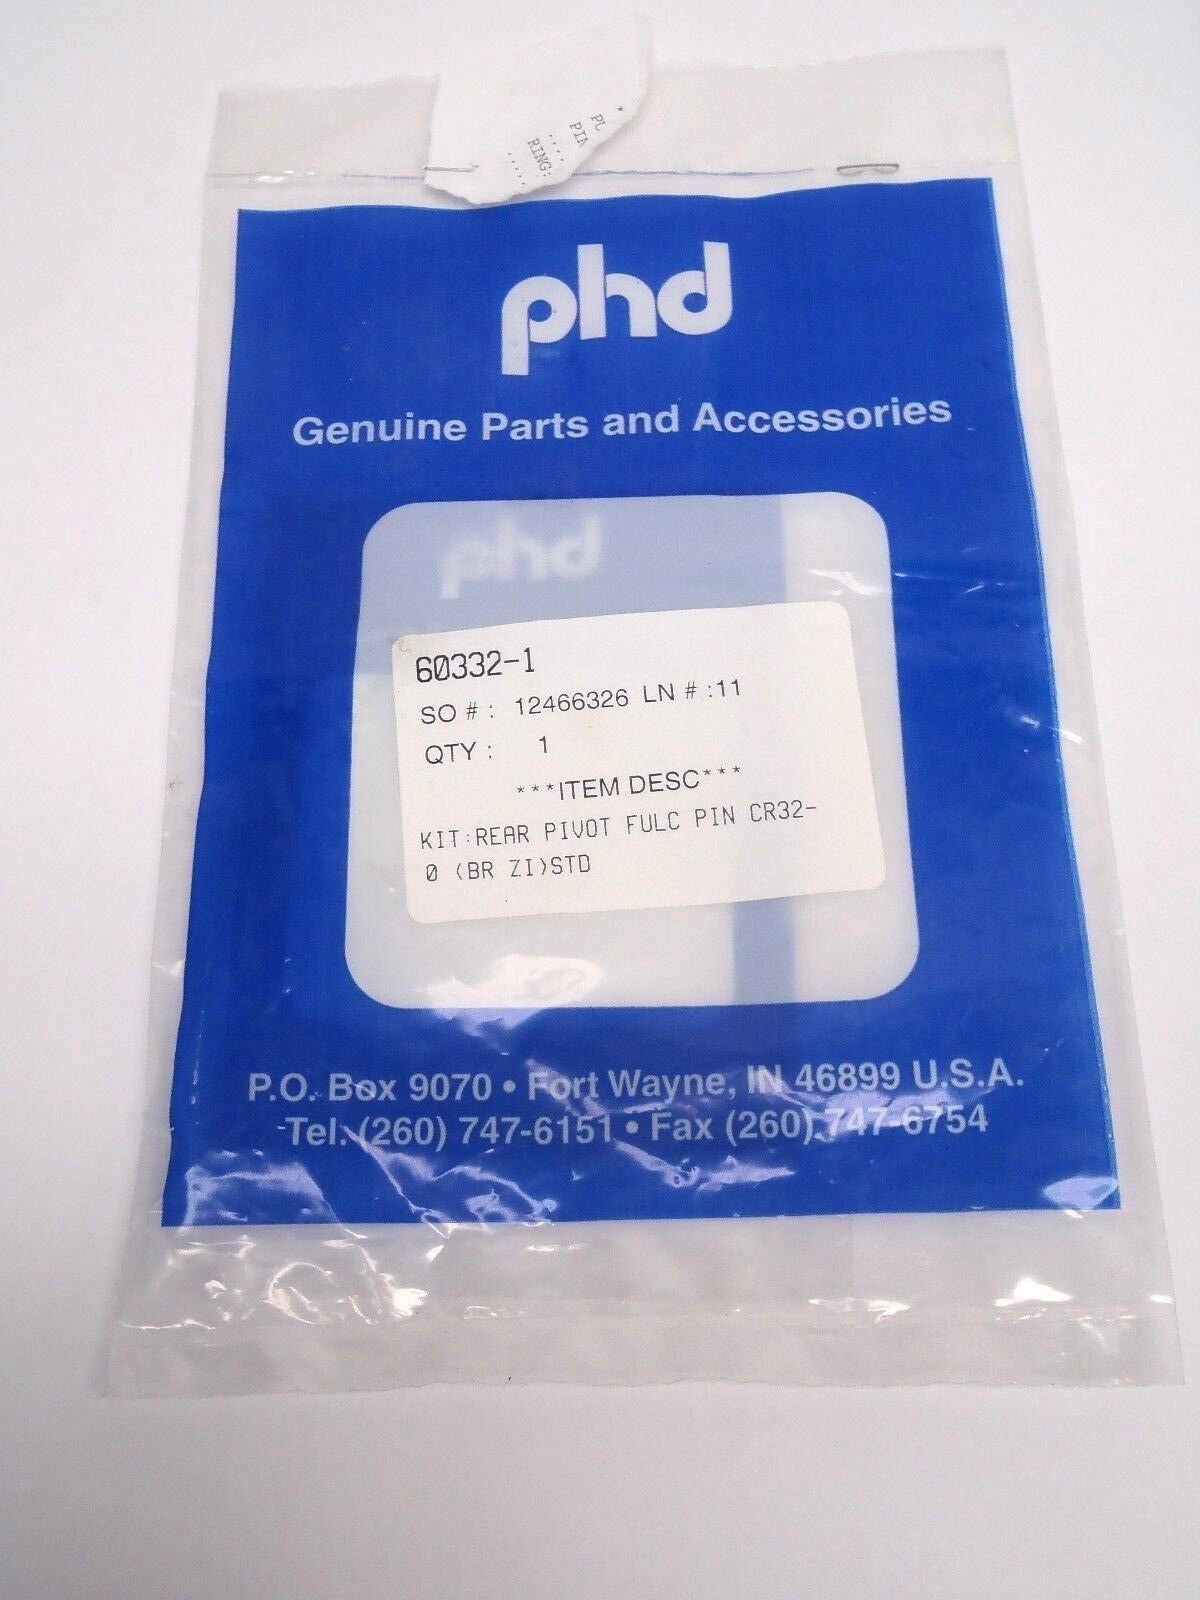 *
PL
PIN
....
RING:
.....
phd
Genuine Parts and Accessories
phd
60332-1
SO # : 12466326 LN # :11
QTY : 1
***ITEM DESC***
KIT:REAR PIVOT FULC PIN CR32-
0 (BR ZI)STD
P.O. Box 9070 • Fort Wayne, IN 46899 U.S.A.
Tel. (260) 747-6151 • Fax (260) 747-6754